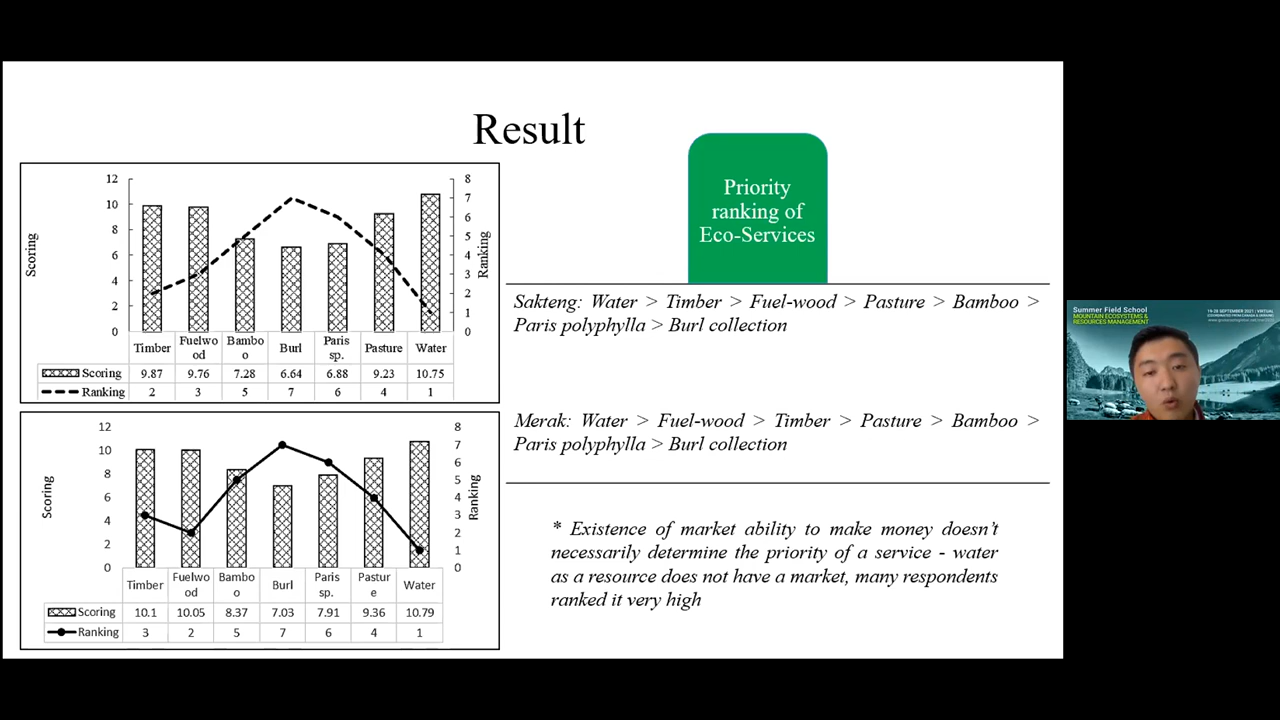 Result
12
10
8
6
4
2
0
8
7
6
5
4
3
2
1
0
Scoring
Ranking
Timber Fuelwo od Bambo o Burl Paris sp. Pasture Water
Scoring 9.87 9.76 7.28 6.64 6.88 9.23 10.75
Ranking 2 3 5 7 6 4 1
12
10
8
6
4
2
0
8
7
6
5
4
3
2
1
0
Scoring
Ranking
Timber Fuelwo od Bambo o Burl Paris sp. Pastur e Water
Scoring 10.1 10.05 8.37 7.03 7.91 9.36 10.79
Ranking 3 2 5 7 6 4 1
Priority
ranking of
Eco-Services
Sakteng: Water > Timber > Fuel-wood > Pasture > Bamboo >
Paris polyphylla > Burl collection
Merak: Water > Fuel-wood > Timber > Pasture > Bamboo >
Paris polyphylla > Burl collection
* Existence of market ability to make money doesn't
necessarily determine the priority of a service - water
as a resource does not have a market, many respondents
ranked it very high
Summer Field School
MOUNTAIN ECOSYSTEMS &
RESOURCES MANAGEMENT
19-28 SEPTEMBER 2021 | VIRTUAL